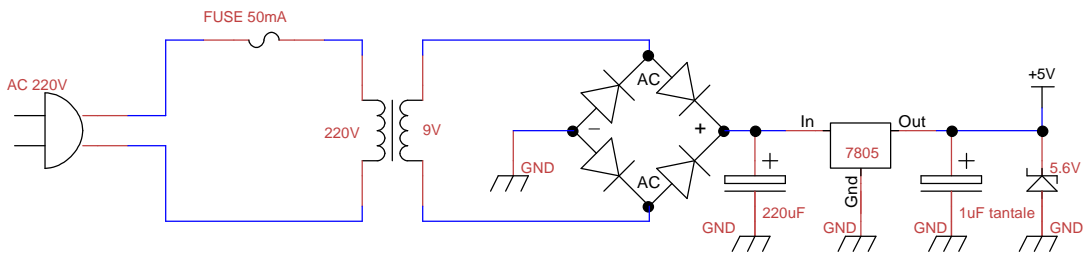 FUSE 50mA
AC 220V
220V
9V
AC
−
+
AC
GND
In
Out
7805
Gnd
+
220uF
GND
GND
+
1uF tantale
GND
+5V
5.6V
GND